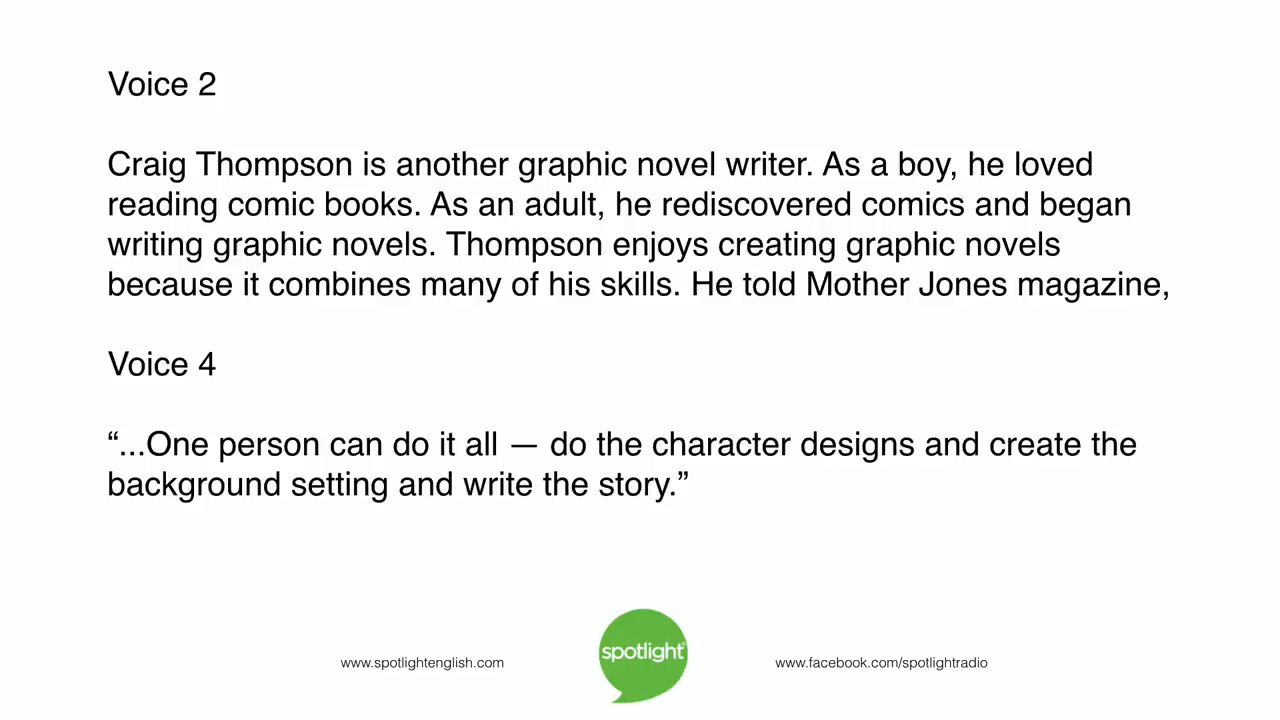 Voice 2
Craig Thompson is another graphic novel writer. As a boy, he loved
reading comic books. As an adult, he rediscovered comics and began
writing graphic novels. Thompson enjoys creating graphic novels
because it combines many of his skills. He told Mother Jones magazine,
Voice 4
“...One person can do it all — do the character designs and create the
background setting and write the story.”
www.spotlightenglish.com
spotlight
www.facebook.com/spotlightradio